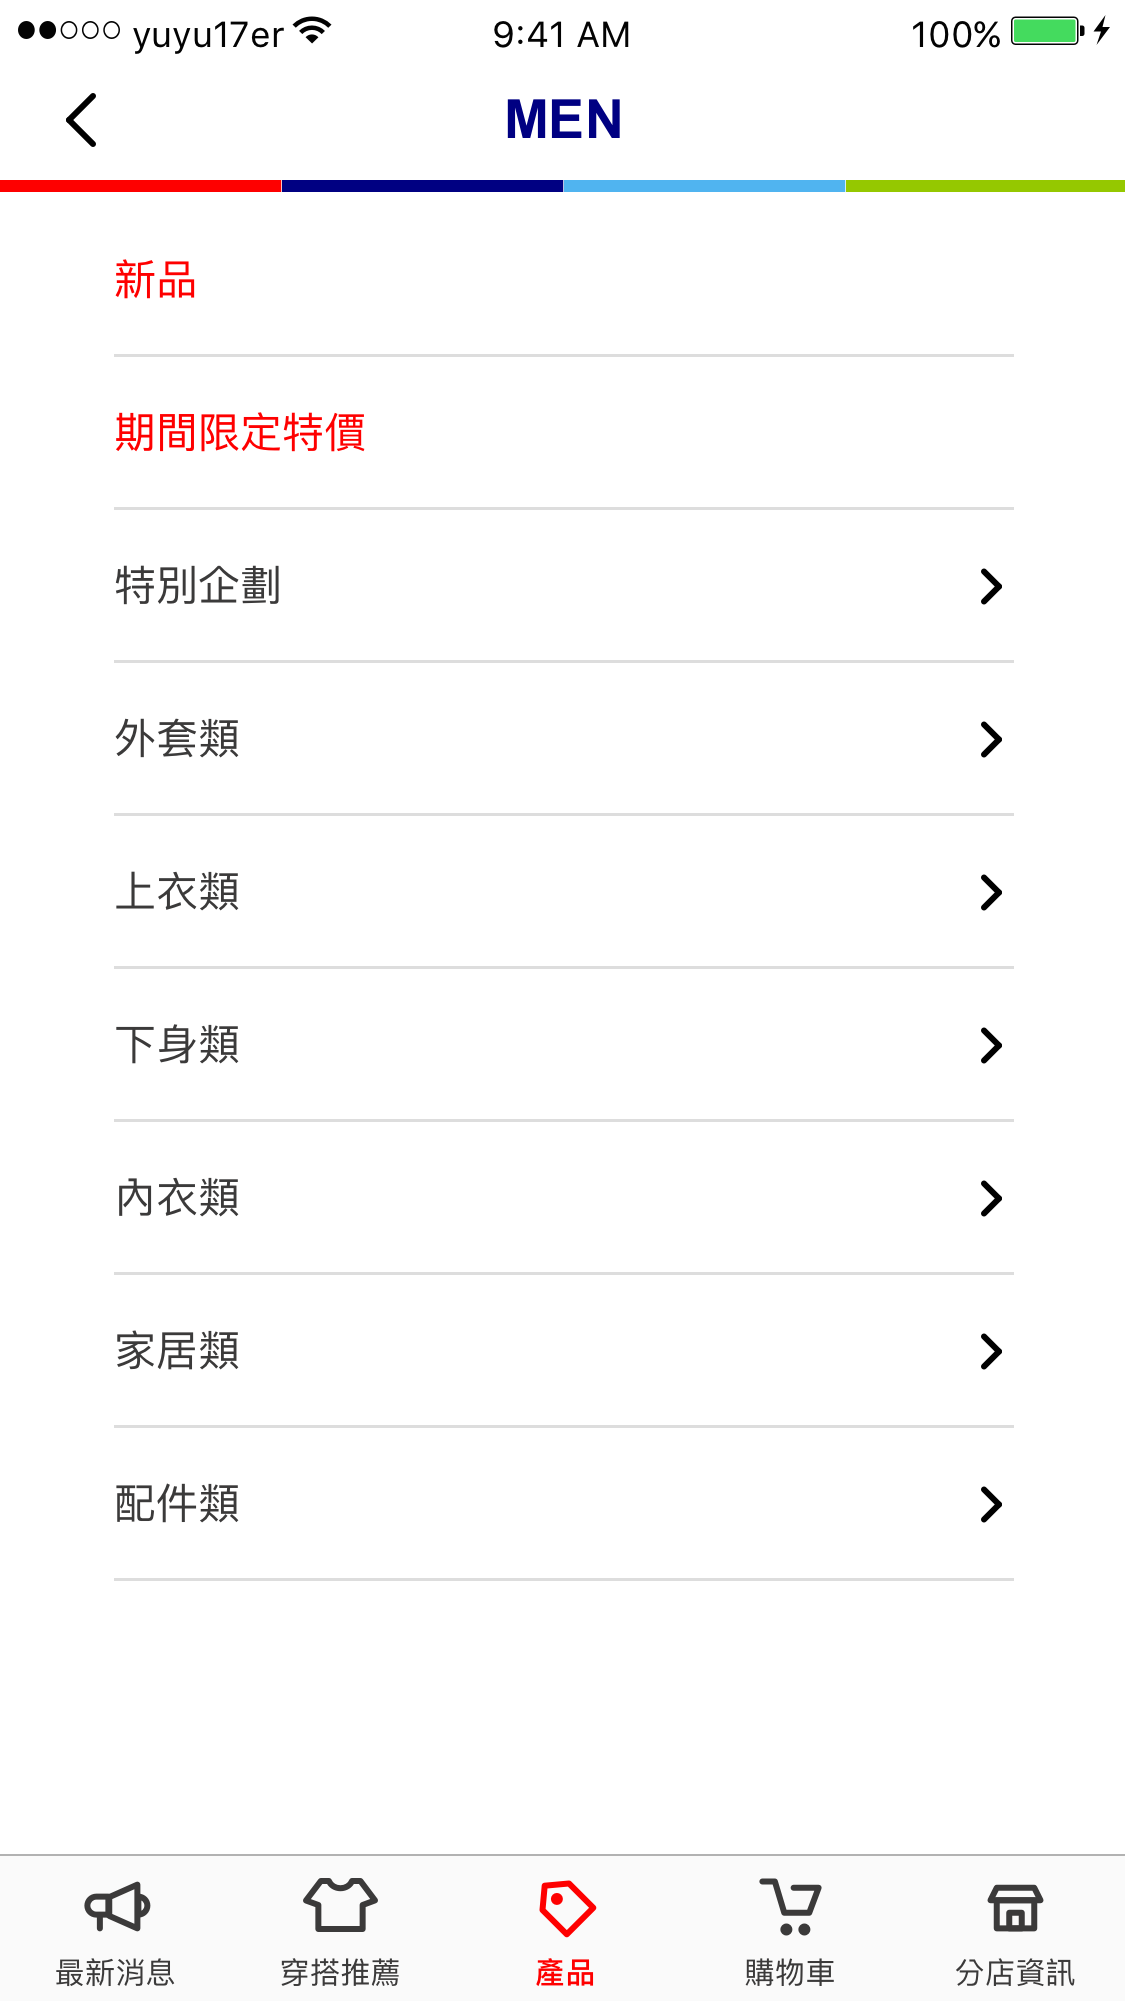 yuyu17er 9:41 AM 100%
MEN
新品
期間限定特價
特別企劃
外套類
上衣類
下身類
內衣類
家居類
配件類
最新消息 穿搭推薦 產品 購物車 分店資訊